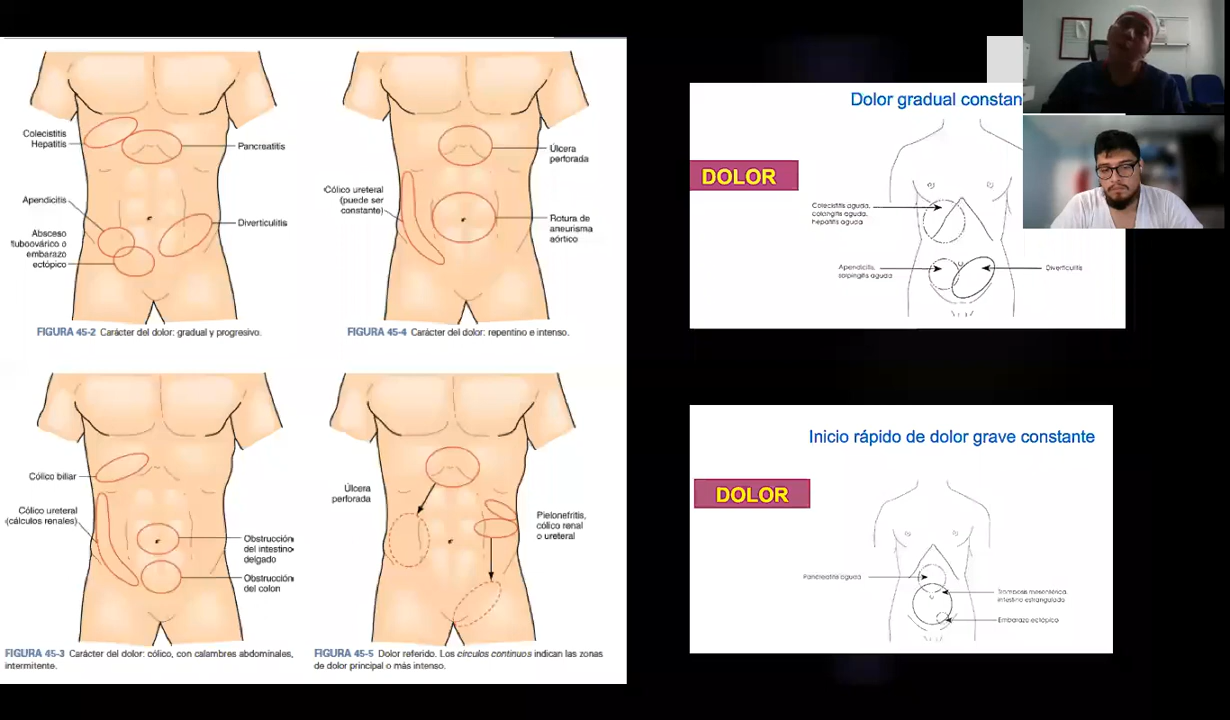 Colecistitis
Hepatitis
Pancreatitis
Apendicitis
Diverticulitis
Absceso
tuboovárico o
embarazo
ectópico
FIGURA 45-2 Carácter del dolor: gradual y progresivo.
Úlcera
perforada
Cólico ureteral
(puede ser
constante)
Rotura de
aneurisma
aórtico
FIGURA 45-4 Carácter del dolor: repentino e intenso.
Cólico biliar
Cólico ureteral
(cálculos renales)
Obstrucción
del intestino
delgado
Obstrucción
del colon
FIGURA 45-3 Carácter del dolor: cólico, con calambres abdominales,
intermitente.
Úlcera
perforada
Pielonefritis,
cólico renal
o ureteral
FIGURA 45-5 Dolor referido. Los círculos continuos indican las zonas
de dolor principal o más intenso.
Dolor gradual constan
DOLOR
Colecistitis aguda,
colangitis aguda,
hepatitis aguda
Apendicitis,
salpingitis aguda
Diverticulitis
Inicio rápido de dolor grave constante
DOLOR
Pancreatitis aguda
Trombosis mesentérica,
intestino estrangulado
Embarazo ectópico